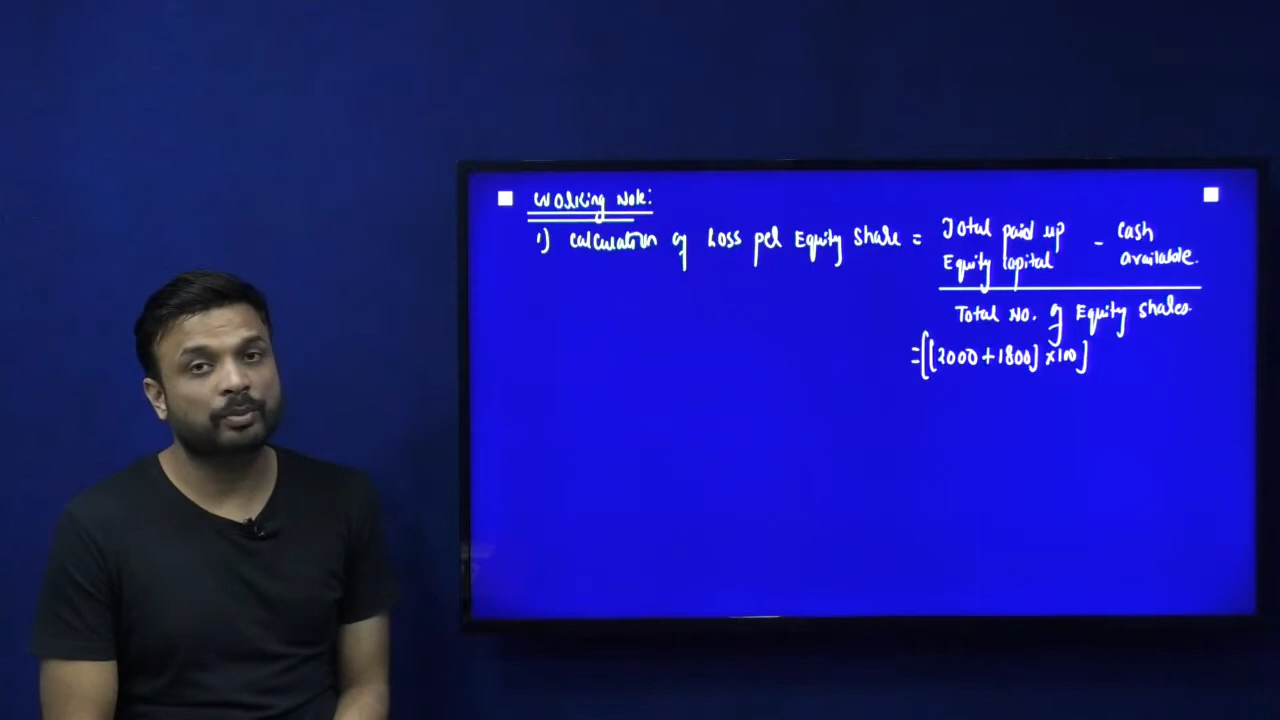 Working Note:
1) Calculation of Loss per Equity Share = Total paid up Equity Capital - Cash available.
Total No. of Equity Shares
= [(2000 + 1800) × 100]